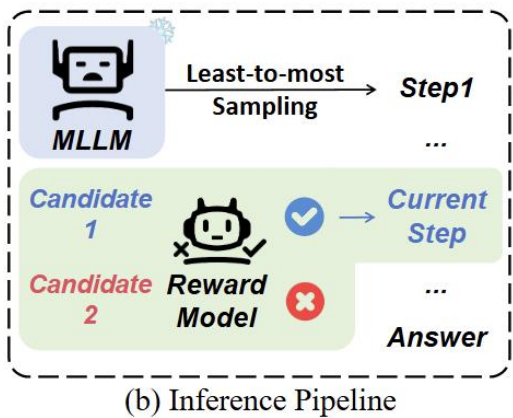 Least-to-most
Sampling
Step1
MLLM
...
Candidate
1
Current
Step
Candidate
2
Reward
Model
...
Answer
(b) Inference Pipeline